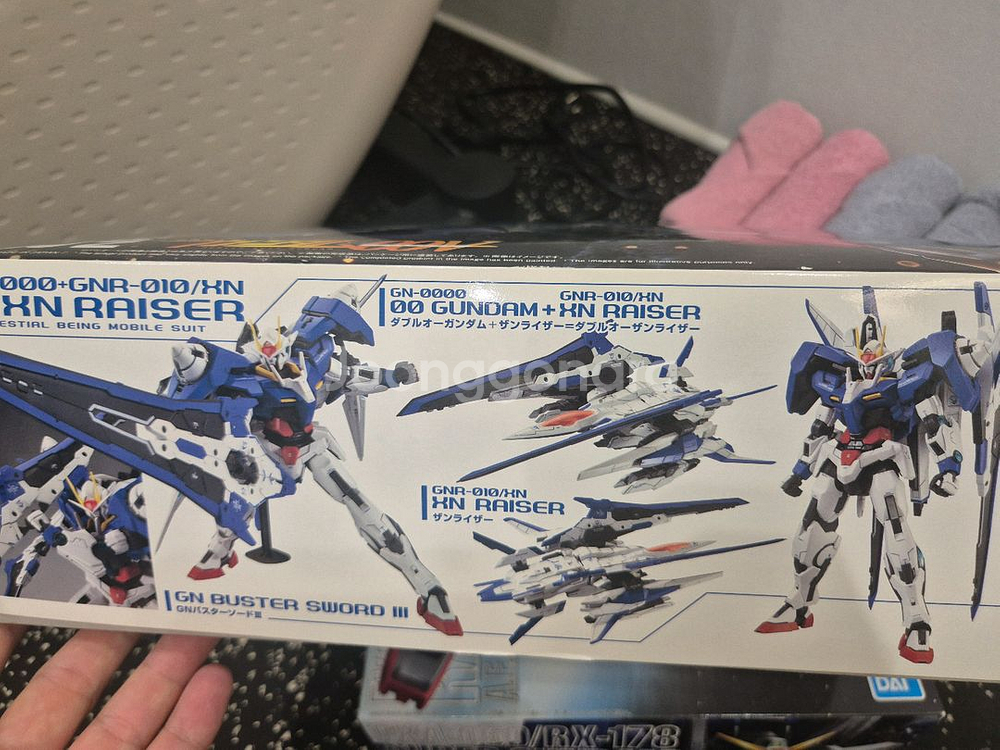 000+GNR-010/XN
XN RAISER
ESTIAL BEING MOBILE SUIT
GN-0000
GNR-010/XN
00 GUNDAM + XN RAISER
ダブルオーガンダム+ザンライザー=ダブルオーザンライザー
Joonggonara
GNR-010/XN
XN RAISER
ザンライザー
GN BUSTER SWORD III
GNバスターソードⅢ
DAI
/RX-178